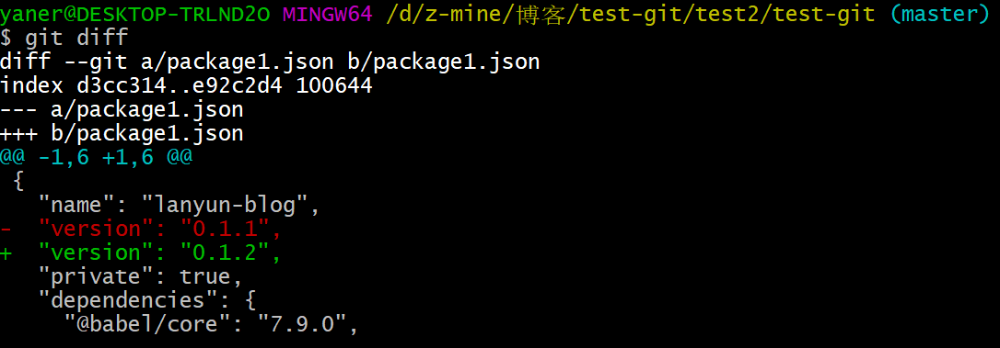 yaner@DESKTOP-TRLND2O MINGW64 /d/z-mine/博客/test-git/test2/test-git (master)
$ git diff
diff --git a/package1.json b/package1.json
index d3cc314..e92c2d4 100644
--- a/package1.json
+++ b/package1.json
@@ -1,6 +1,6 @@
 {
   "name": "lanyun-blog",
-  "version": "0.1.1",
+  "version": "0.1.2",
   "private": true,
   "dependencies": {
     "@babel/core": "7.9.0",